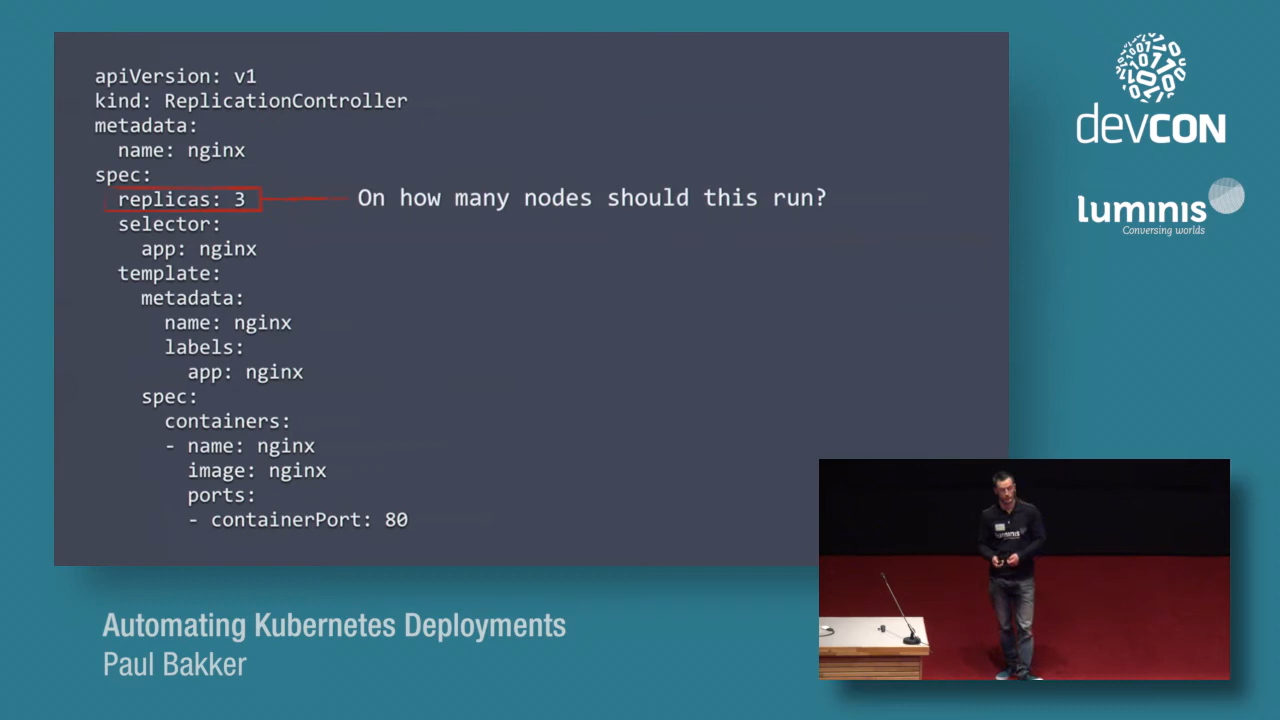 apiVersion: v1
kind: ReplicationController
metadata:
  name: nginx
spec:
  replicas: 3
On how many nodes should this run?
  selector:
    app: nginx
  template:
    metadata:
      name: nginx
      labels:
        app: nginx
    spec:
      containers:
      - name: nginx
        image: nginx
        ports:
        - containerPort: 80
devCON
luminis
Conversing worlds
luminis
Automating Kubernetes Deployments
Paul Bakker